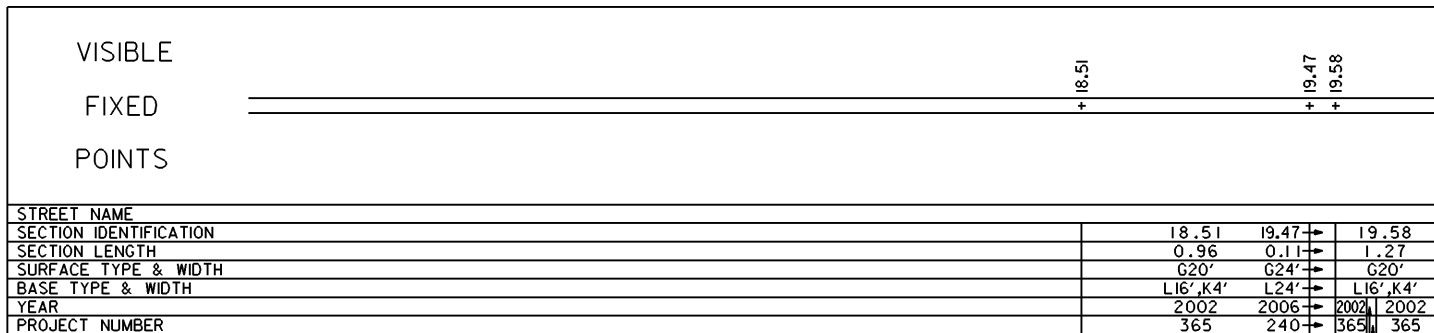 VISIBLE
FIXED
POINTS
18.51 19.47 19.58
+ + +
STREET NAME
SECTION IDENTIFICATION 18.51 19.47→ 19.58
SECTION LENGTH 0.96 0.11→ 1.27
SURFACE TYPE & WIDTH G20' G24'→ G20'
BASE TYPE & WIDTH L16',K4' L24'→ L16',K4'
YEAR 2002 2006→ 2002 2002
PROJECT NUMBER 365 240→ 365 365